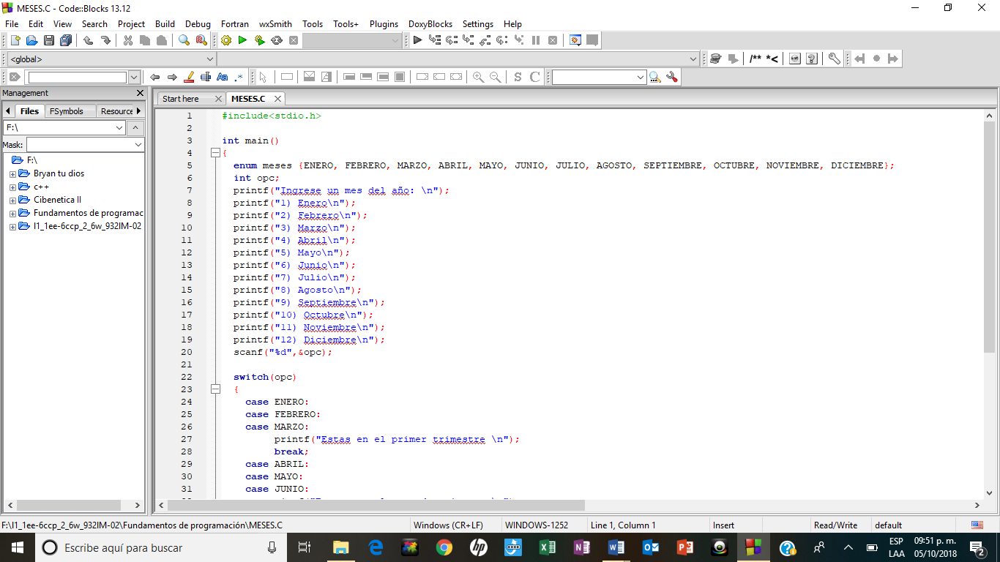 MESES.C - Code::Blocks 13.12
File Edit View Search Project Build Debug Fortran wxSmith Tools Tools+ Plugins DoxyBlocks Settings Help
<global>
/** *<
Aa .*
S C
Management
Files FSymbols Resource
Start here MESES.C
F:\
Mask:
F:\
Bryan tu dios
c++
Cibenetica II
Fundamentos de programac
I1_1ee-6ccp_2_6w_932IM-02
1 #include<stdio.h>
2
3 int main()
4 {
5 enum meses {ENERO, FEBRERO, MARZO, ABRIL, MAYO, JUNIO, JULIO, AGOSTO, SEPTIEMBRE, OCTUBRE, NOVIEMBRE, DICIEMBRE};
6 int opc;
7 printf("Ingrese un mes del año: \n");
8 printf("1) Enero\n");
9 printf("2) Febrero\n");
10 printf("3) Marzo\n");
11 printf("4) Abril\n");
12 printf("5) Mayo\n");
13 printf("6) Junio\n");
14 printf("7) Julio\n");
15 printf("8) Agosto\n");
16 printf("9) Septiembre\n");
17 printf("10) Octubre\n");
18 printf("11) Noviembre\n");
19 printf("12) Diciembre\n");
20 scanf("%d",&opc);
21
22 switch(opc)
23 {
24 case ENERO:
25 case FEBRERO:
26 case MARZO:
27 printf("Estas en el primer trimestre \n");
28 break;
29 case ABRIL:
30 case MAYO:
31 case JUNIO:
F:\I1_1ee-6ccp_2_6w_932IM-02\Fundamentos de programación\MESES.C Windows (CR+LF) WINDOWS-1252 Line 1, Column 1 Insert Read/Write default
Escribe aquí para buscar
ESP 09:51 p. m.
LAA 05/10/2018
2